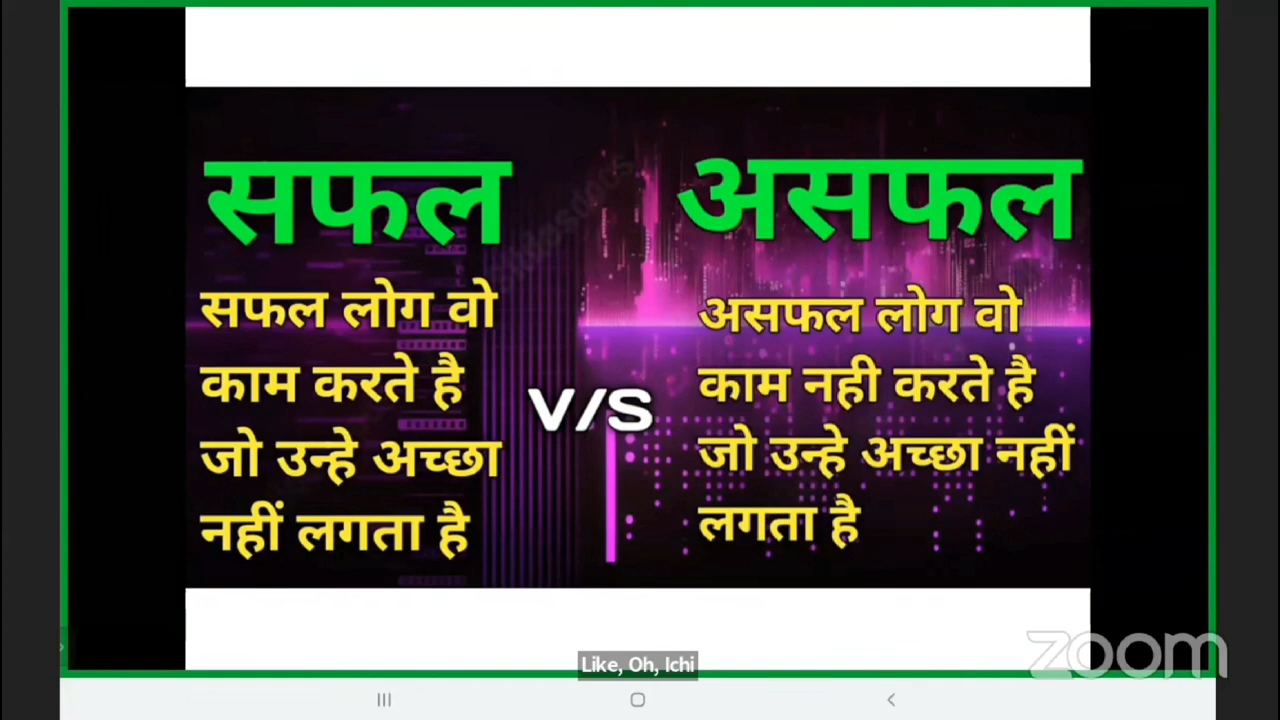 सफल
सफल लोग वो
काम करते है
जो उन्हे अच्छा
नहीं लगता है
V/S
असफल
असफल लोग वो
काम नही करते है
जो उन्हे अच्छा नहीं
लगता है
Like, Oh, Ichi
zoom